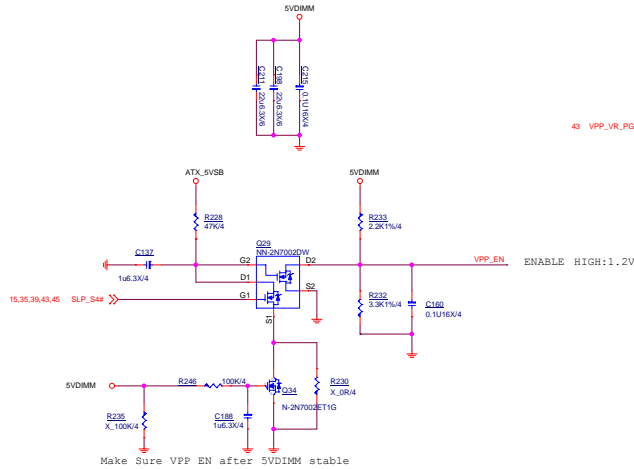 5VDIMM
C211
22u6.3X/6
C198
22u6.3X/6
C215
0.1U16X/4
43 VPP_VR_PG
ATX_5VSB
5VDIMM
R228
47K/4
R233
2.2K1%/4
Q29
NN-2N7002DW
C137
1u6.3X/4
G2
D2
D1
S2
G1
S1
VPP_EN
ENABLE HIGH:1.2V
15,35,39,43,45 SLP_S4#
R232
3.3K1%/4
C160
0.1U16X/4
5VDIMM
R246
100K/4
Q34
N-2N7002ET1G
R230
X_0R/4
R235
X_100K/4
C188
1u6.3X/4
Make Sure VPP EN after 5VDIMM stable